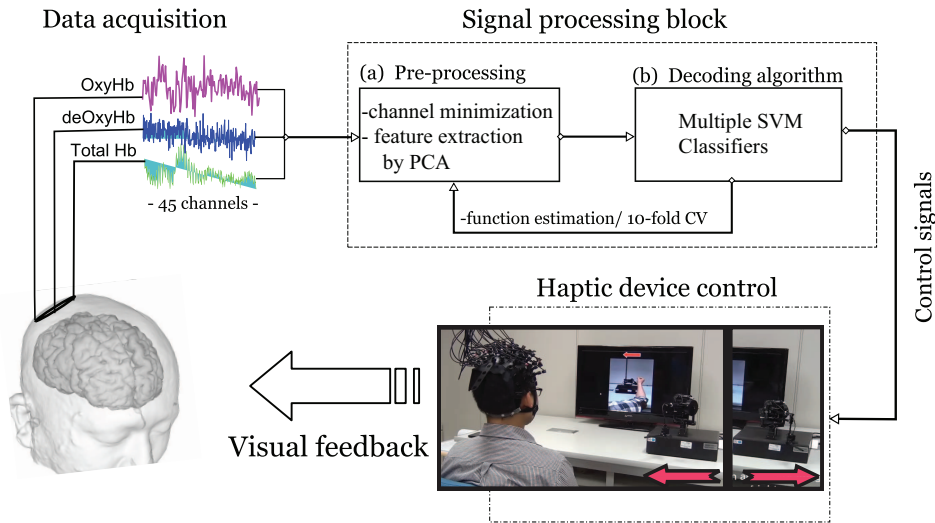 Data acquisition
Signal processing block
OxyHb
deOxyHb
Total Hb
- 45 channels -
(a) Pre-processing
-channel minimization
- feature extraction
by PCA
(b) Decoding algorithm
Multiple SVM
Classifiers
-function estimation/ 10-fold CV
Control signals
Haptic device control
Visual feedback